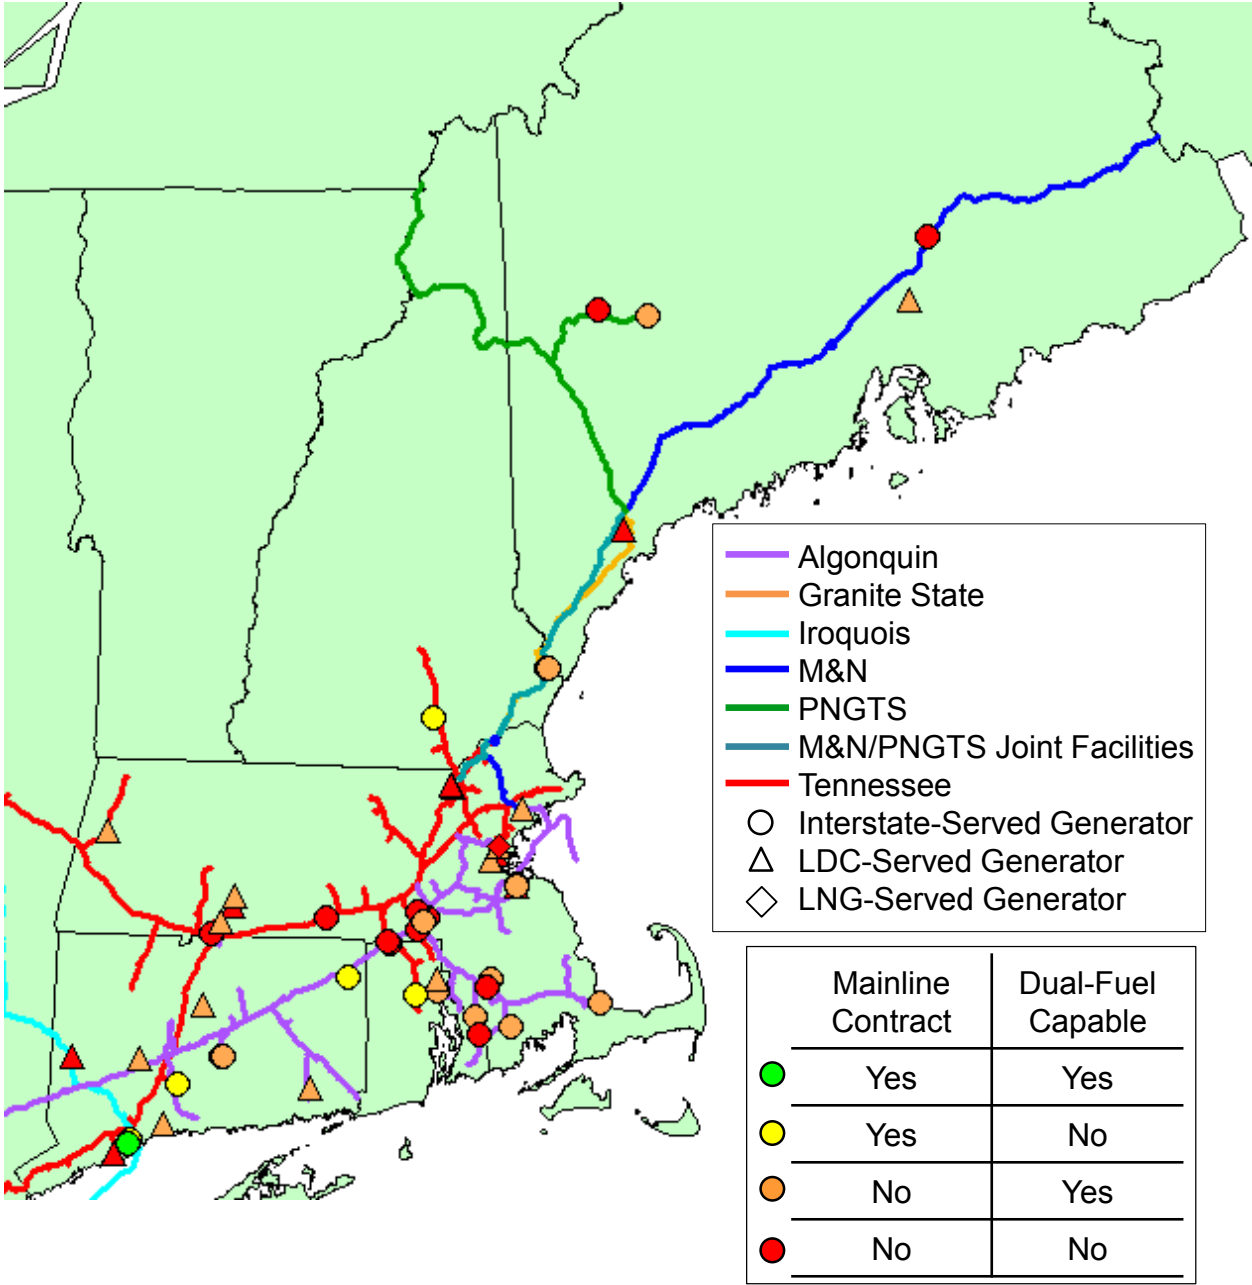 Algonquin
Granite State
Iroquois
M&N
PNGTS
M&N/PNGTS Joint Facilities
Tennessee
Interstate-Served Generator
LDC-Served Generator
LNG-Served Generator
Mainline Contract
Dual-Fuel Capable
Yes Yes
Yes No
No Yes
No No